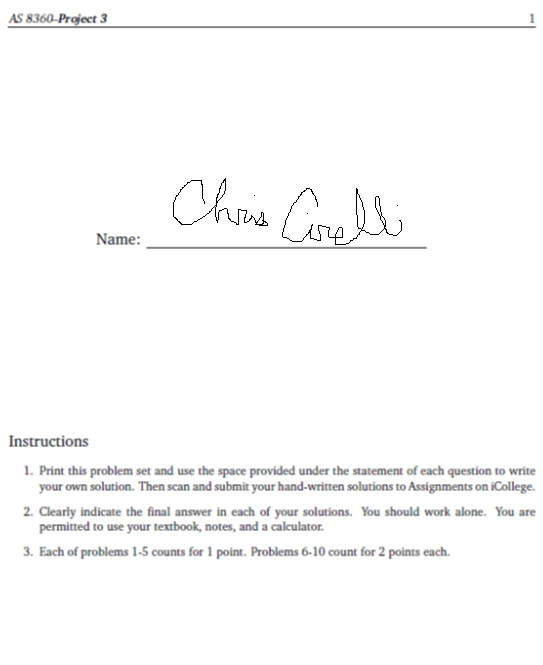 AS 8360–Project 3 1
Chris Cirelli
Name:
Instructions
1. Print this problem set and use the space provided under the statement of each question to write
your own solution. Then scan and submit your hand-written solutions to Assignments on iCollege.
2. Clearly indicate the final answer in each of your solutions. You should work alone. You are
permitted to use your textbook, notes, and a calculator.
3. Each of problems 1-5 counts for 1 point. Problems 6-10 count for 2 points each.